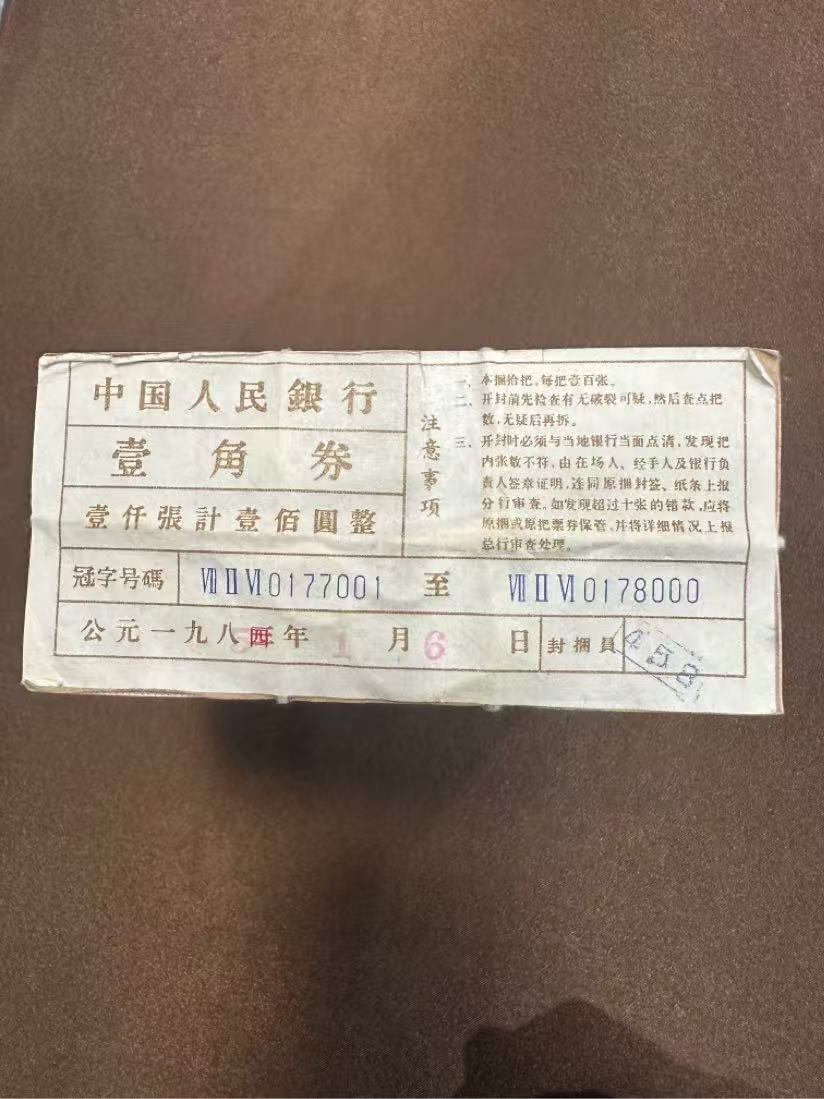 中国人民銀行
壹角券
壹仟張計壹佰圓整
注意事項
一、本捆拾把，每把壹百张。
二、开封前先检查有无破裂可疑，然后查点把
数，无疑后再拆。
三、开封时必须与当地银行当面点清，发现把
内张数不符，由在场人、经手人及银行负
责人签章证明，连同原捆封签、纸条上报
分行审查。如发现超过十张的错款，应将
原捆或原把票券保管，并将详细情况上报
总行审查处理。
冠字号碼 ⅦⅡⅥ0177001 至 ⅦⅡⅥ0178000
公元一九八四年1月6日 封捆員 458